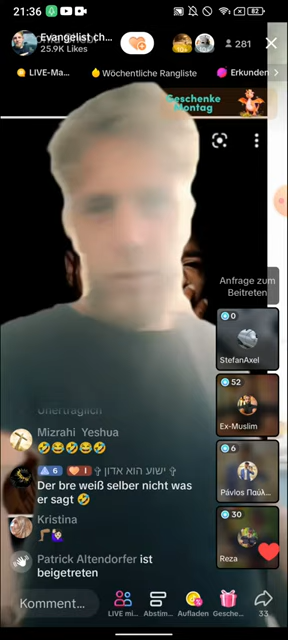 21:36
82
Evangelist ch...
25.9K Likes
281
LIVE-Ma...
Wöchentliche Rangliste
Erkunden
Geschenke
Montag
Anfrage zum
Beitreten
0
StefanAxel
52
Ex-Muslim
6
Pávlos Παύλ...
30
Reza
Unerträglich
Mizrahi Yeshua
🤣😂🤣😂🤣
6
I
✞ ישוע הוא אדון ✞
Der bre weiß selber nicht was
er sagt 🤣
Kristina
Patrick Altendorfer ist
beigetreten
Komment...
LIVE mi...
Abstim...
Aufladen
Gesche...
33